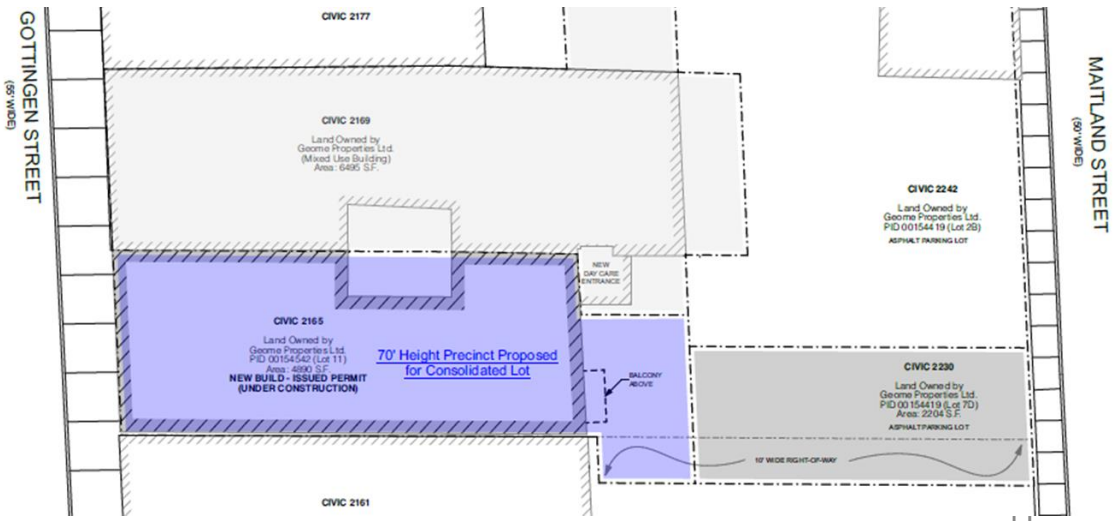 GOTTINGEN STREET
(55' WIDE)
CIVIC 2177
MAITLAND STREET
(50' WIDE)
CIVIC 2169
Land Owned by
Geome Properties Ltd.
(Mixed Use Building)
Area: 6495 S.F.
CIVIC 2242
Land Owned by
Geome Properties Ltd.
PID 00154419 (Lot 2B)
ASPHALT PARKING LOT
NEW
DAY CARE
ENTRANCE
CIVIC 2165
Land Owned by
Geome Properties Ltd.
PID 00154542 (Lot 11)
Area: 4890 S.F.
NEW BUILD - ISSUED PERMIT
(UNDER CONSTRUCTION)
70' Height Precinct Proposed
for Consolidated Lot
BALCONY
ABOVE
CIVIC 2230
Land Owned by
Geome Properties Ltd.
PID 00154419 (Lot 7D)
Area: 2204 S.F.
ASPHALT PARKING LOT
10' WIDE RIGHT-OF-WAY
CIVIC 2161